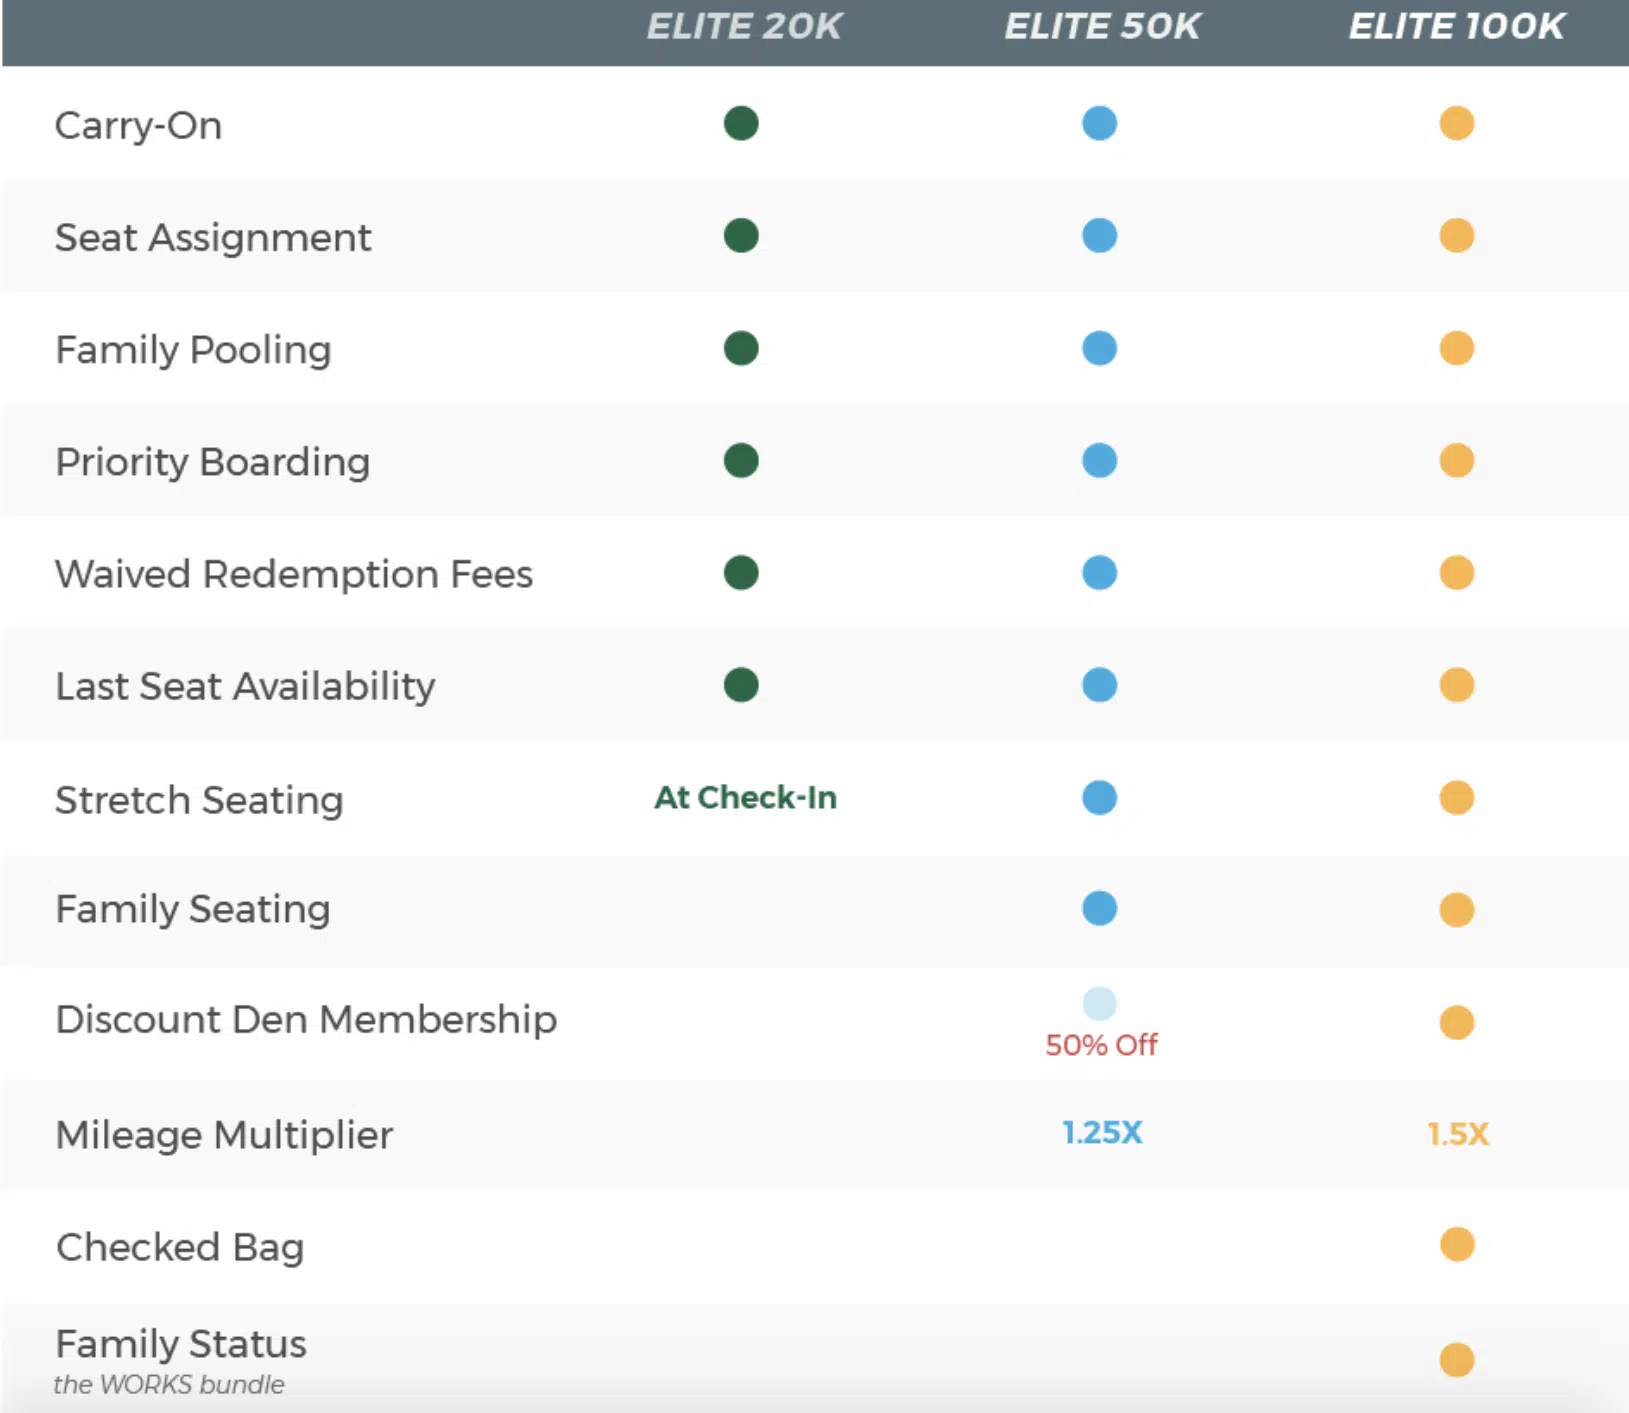 ELITE 20K ELITE 50K ELITE 100K
Carry-On
Seat Assignment
Family Pooling
Priority Boarding
Waived Redemption Fees
Last Seat Availability
Stretch Seating At Check-In
Family Seating
Discount Den Membership 50% Off
Mileage Multiplier 1.25X 1.5X
Checked Bag
Family Status
the WORKS bundle